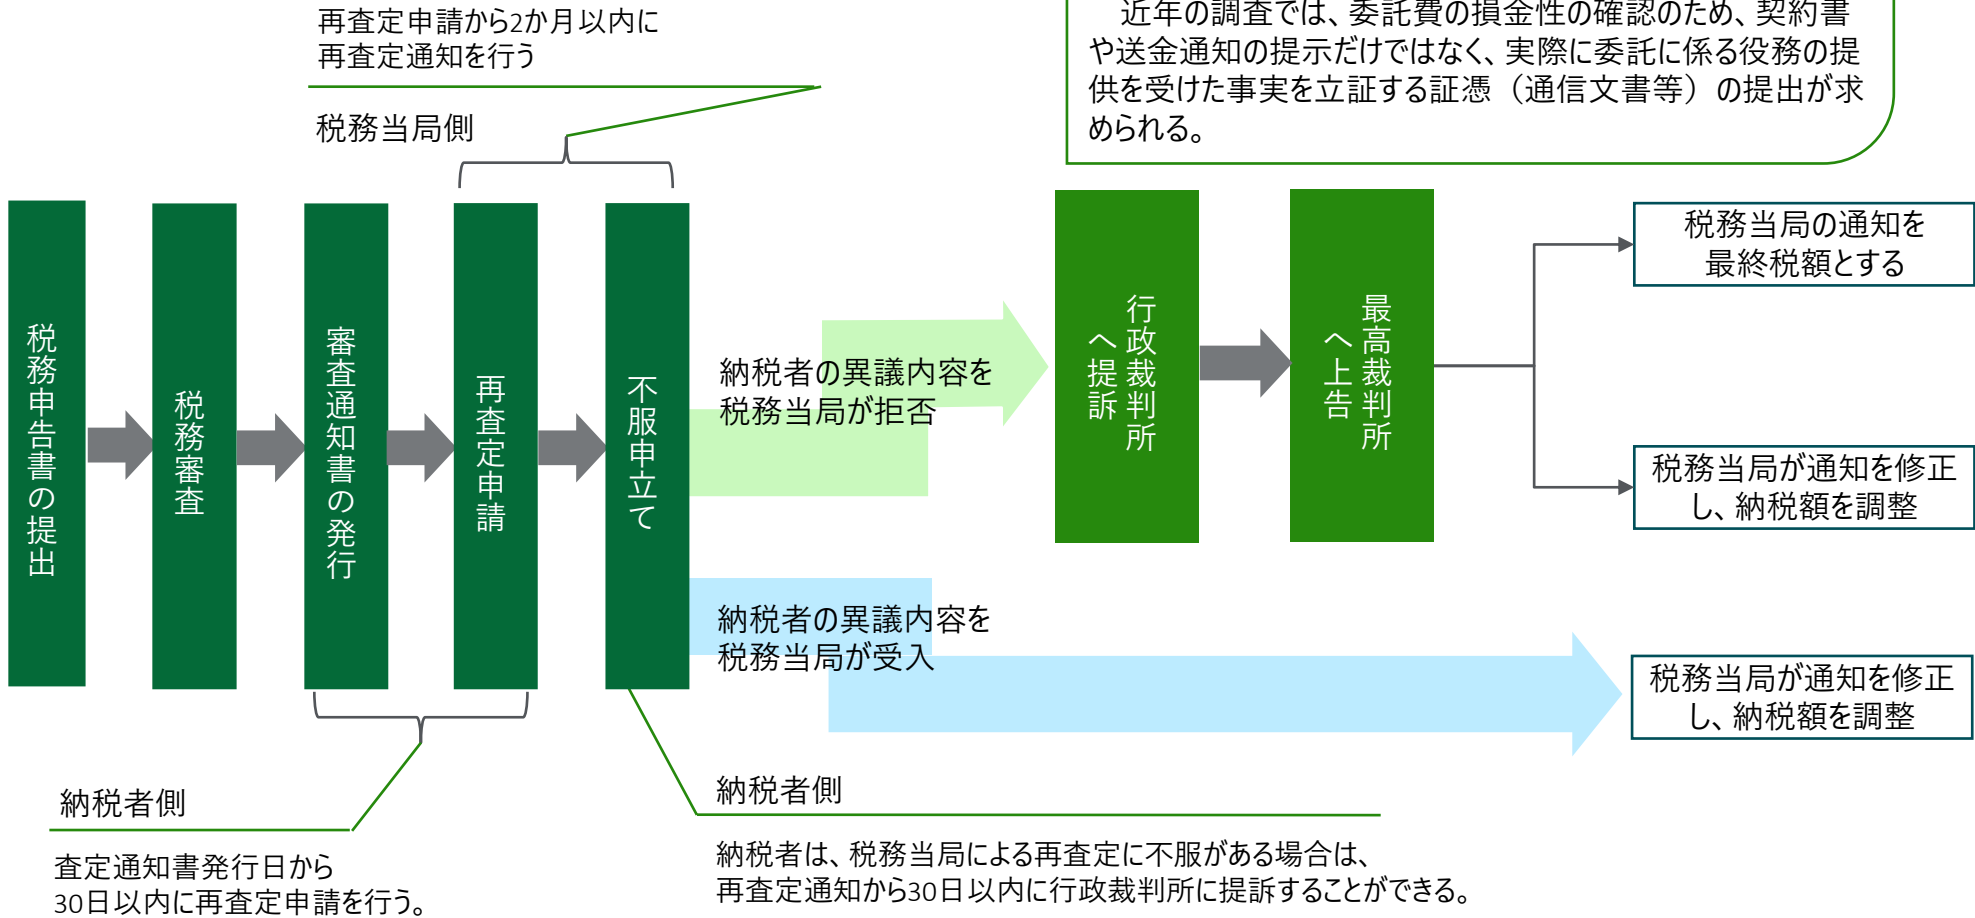 再査定申請から2か月以内に
再査定通知を行う
税務当局側
近年の調査では、委託費の損金性の確認のため、契約書
や送金通知の提示だけではなく、実際に委託に係る役務の提
供を受けた事実を立証する証憑（通信文書等）の提出が求
められる。
税務申告書の提出
税務審査
審査通知書の発行
再査定申請
不服申立て
納税者の異議内容を
税務当局が拒否
行政裁判所
へ提訴
最高裁判所
へ上告
税務当局の通知を
最終税額とする
税務当局が通知を修正
し、納税額を調整
納税者の異議内容を
税務当局が受入
税務当局が通知を修正
し、納税額を調整
納税者側
査定通知書発行日から
30日以内に再査定申請を行う。
納税者側
納税者は、税務当局による再査定に不服がある場合は、
再査定通知から30日以内に行政裁判所に提訴することができる。